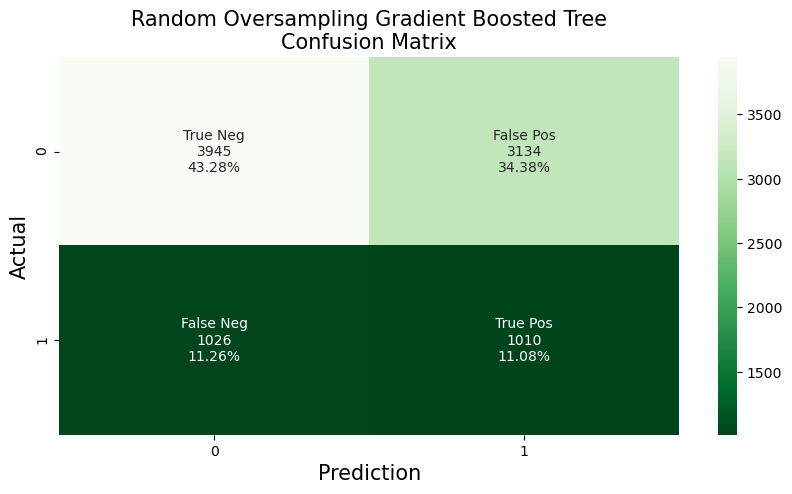 Random Oversampling Gradient Boosted Tree
Confusion Matrix
Actual
0
True Neg
3945
43.28%
False Pos
3134
34.38%
1
False Neg
1026
11.26%
True Pos
1010
11.08%
0
1
Prediction
3500
3000
2500
2000
1500